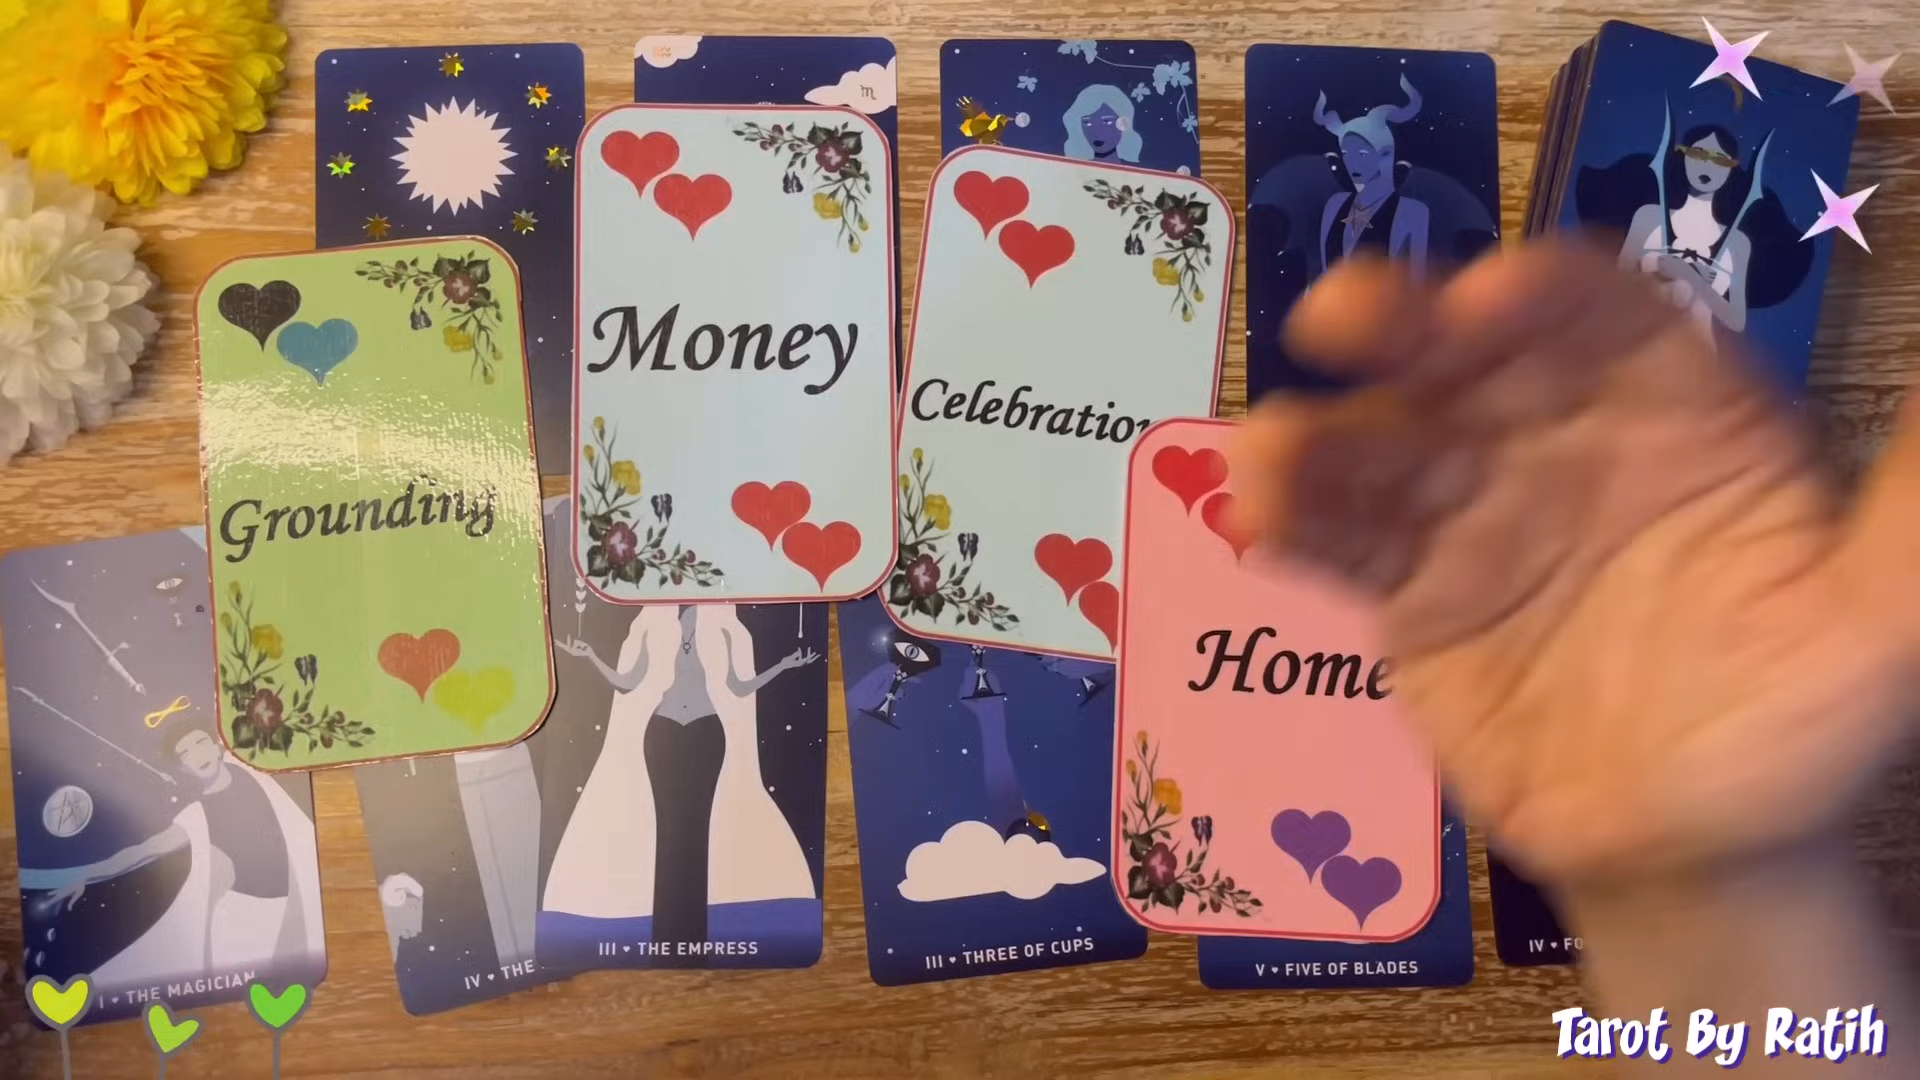 Money
Celebration
Grounding
Home
III • THE EMPRESS
III • THREE OF CUPS
V • FIVE OF BLADES
IV • FO
IV • THE
I • THE MAGICIAN
Tarot By Ratih